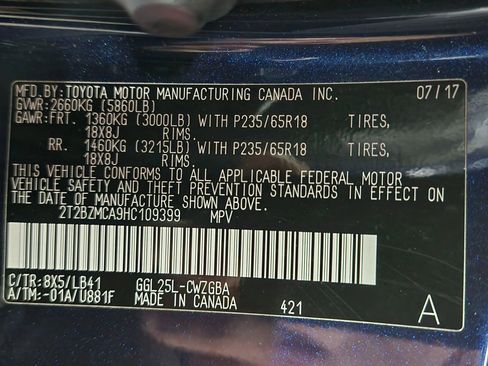 MFD.BY:TOYOTA MOTOR MANUFACTURING CANADA INC. 07/17
GVWR:2660KG (5860LB)
GAWR:FRT. 1360KG (3000LB) WITH P235/65R18 TIRES,
18X8J RIMS.
RR. 1460KG (3215LB) WITH P235/65R18 TIRES,
18X8J RIMS.
THIS VEHICLE CONFORMS TO ALL APPLICABLE FEDERAL MOTOR
VEHICLE SAFETY AND THEFT PREVENTION STANDARDS IN EFFECT ON
THE DATE OF MANUFACTURE SHOWN ABOVE.
2T2BZMCA9HC109399 MPV
C/TR:8X5/LB41 GGL25L-CWZGBA
A/TM:-01A/U881F MADE IN CANADA 421 A